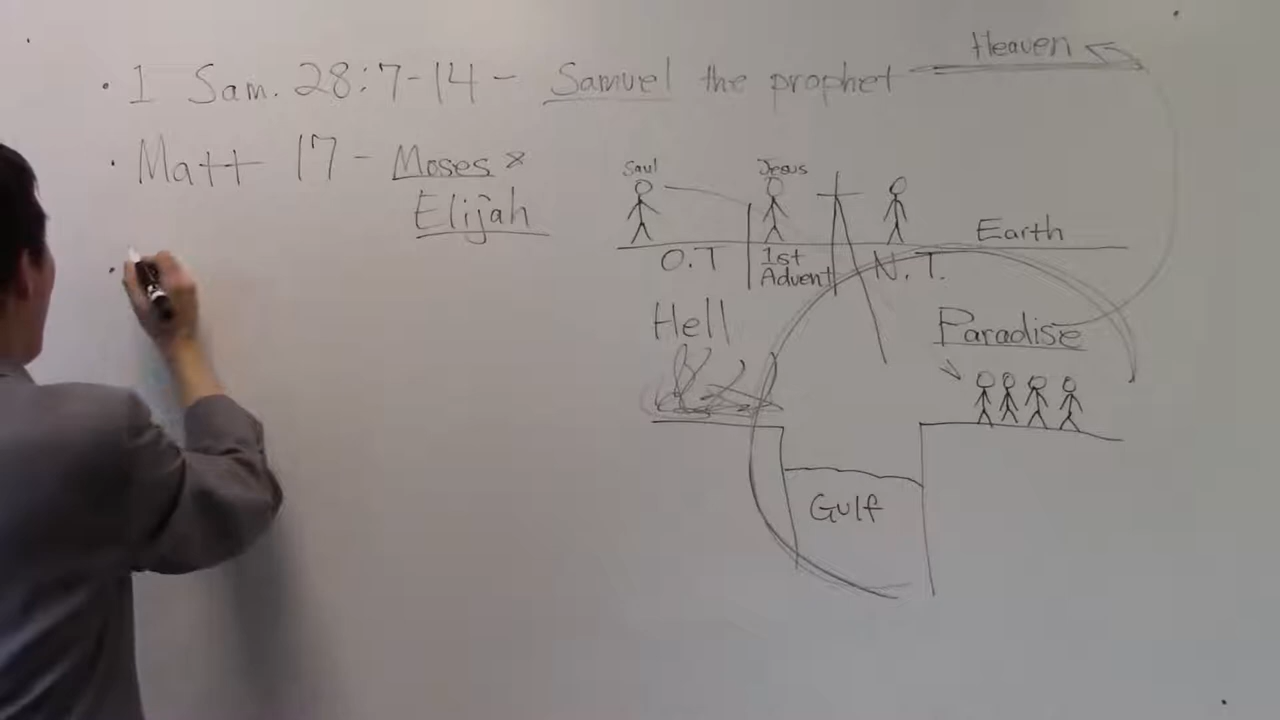 Heaven
• 1 Sam. 28:7-14 - Samuel the prophet
• Matt 17 - Moses &
Elijah
Saul
Jesus
Earth
O.T
1st
Advent
N.T.
Hell
Paradise
Gulf